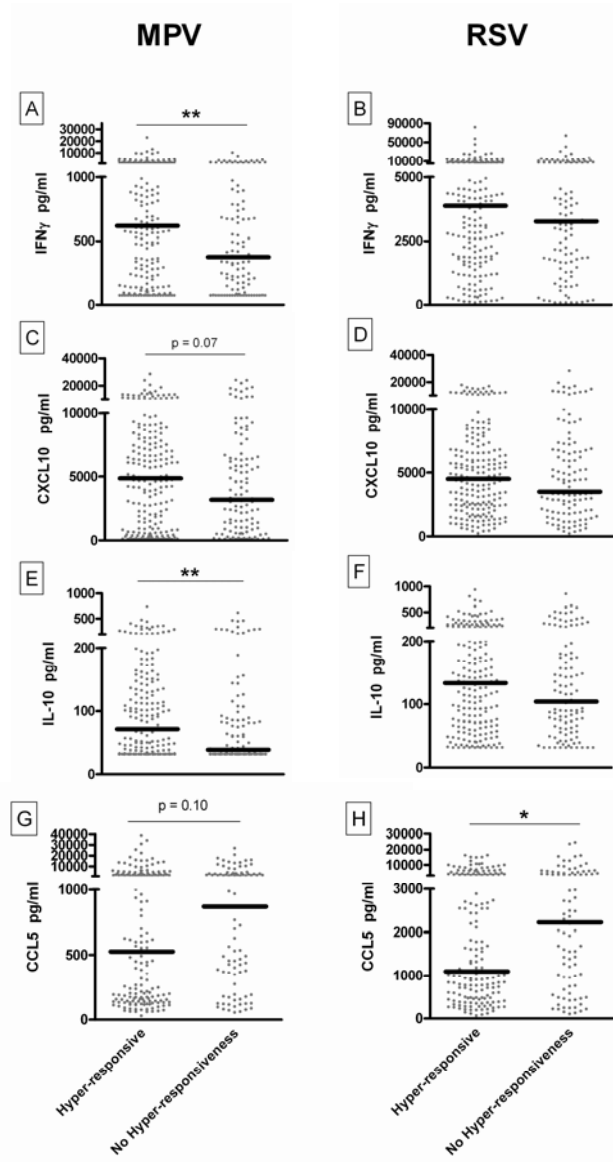 MPV
RSV
A
**
30000
20000
10000
1000
500
0
IFNγ pg/ml
B
90000
50000
10000
5000
2500
0
IFNγ pg/ml
C
p = 0.07
40000
20000
10000
5000
0
CXCL10 pg/ml
D
40000
20000
10000
5000
0
CXCL10 pg/ml
E
**
1000
500
200
100
0
IL-10 pg/ml
F
1000
500
200
100
0
IL-10 pg/ml
G
p = 0.10
40000
30000
20000
10000
1000
500
0
CCL5 pg/ml
Hyper-responsive
No Hyper-responsiveness
H
*
30000
20000
10000
3000
2000
1000
0
CCL5 pg/ml
Hyper-responsive
No Hyper-responsiveness